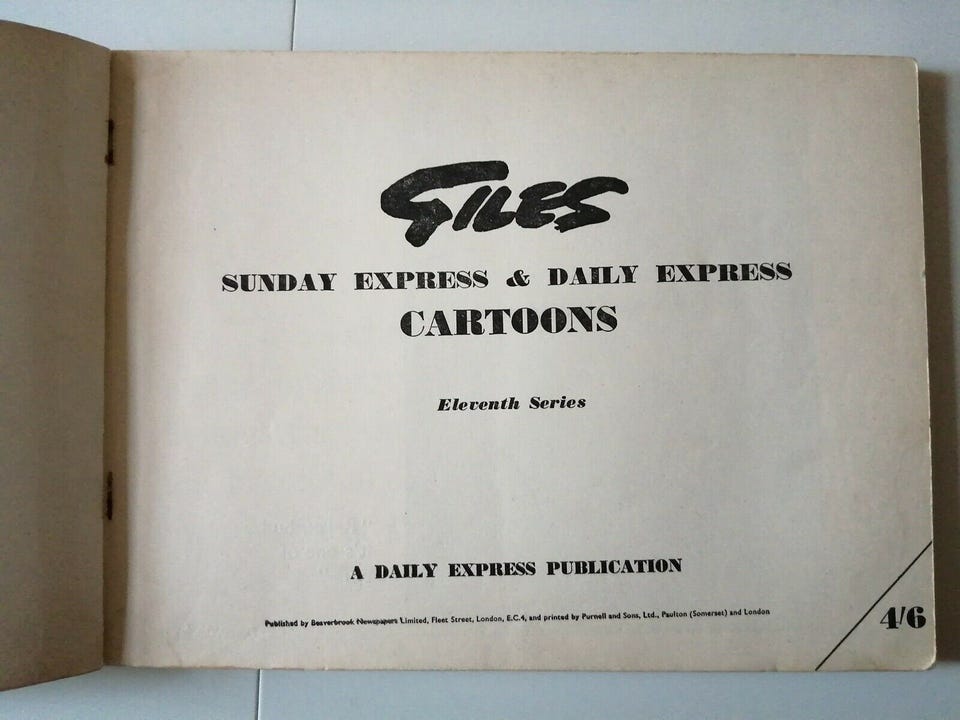 GILES
SUNDAY EXPRESS & DAILY EXPRESS
CARTOONS
Eleventh Series
A DAILY EXPRESS PUBLICATION
Published by Beaverbrook Newspapers Limited, Fleet Street, London, E.C.4, and printed by Purnell and Sons, Ltd., Paulton (Somerset) and London
4/6